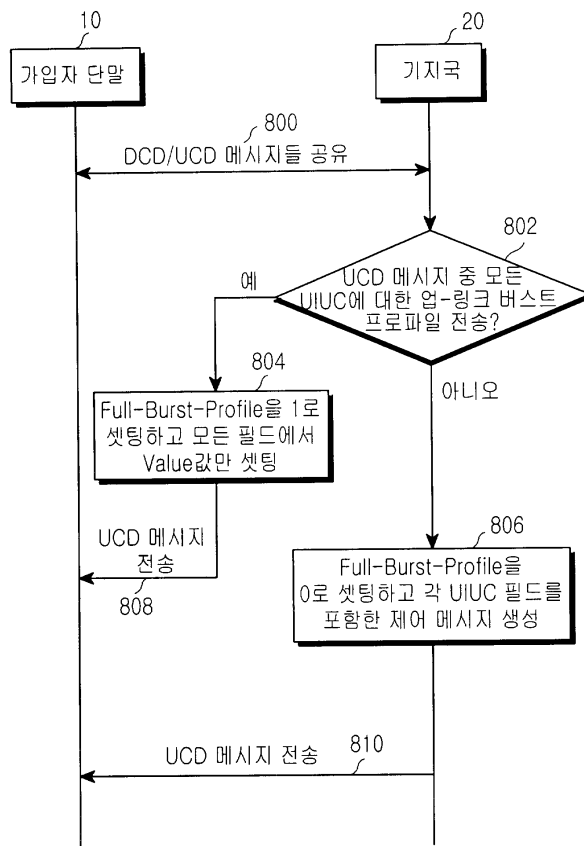 10
가입자 단말
20
기지국
800
DCD/UCD 메시지들 공유
802
UCD 메시지 중 모든
UIUC에 대한 업-링크 버스트
프로파일 전송?
예
아니오
804
Full-Burst-Profile을 1로
셋팅하고 모든 필드에서
Value값만 셋팅
UCD 메시지
전송
808
806
Full-Burst-Profile을
0로 셋팅하고 각 UIUC 필드를
포함한 제어 메시지 생성
UCD 메시지 전송
810